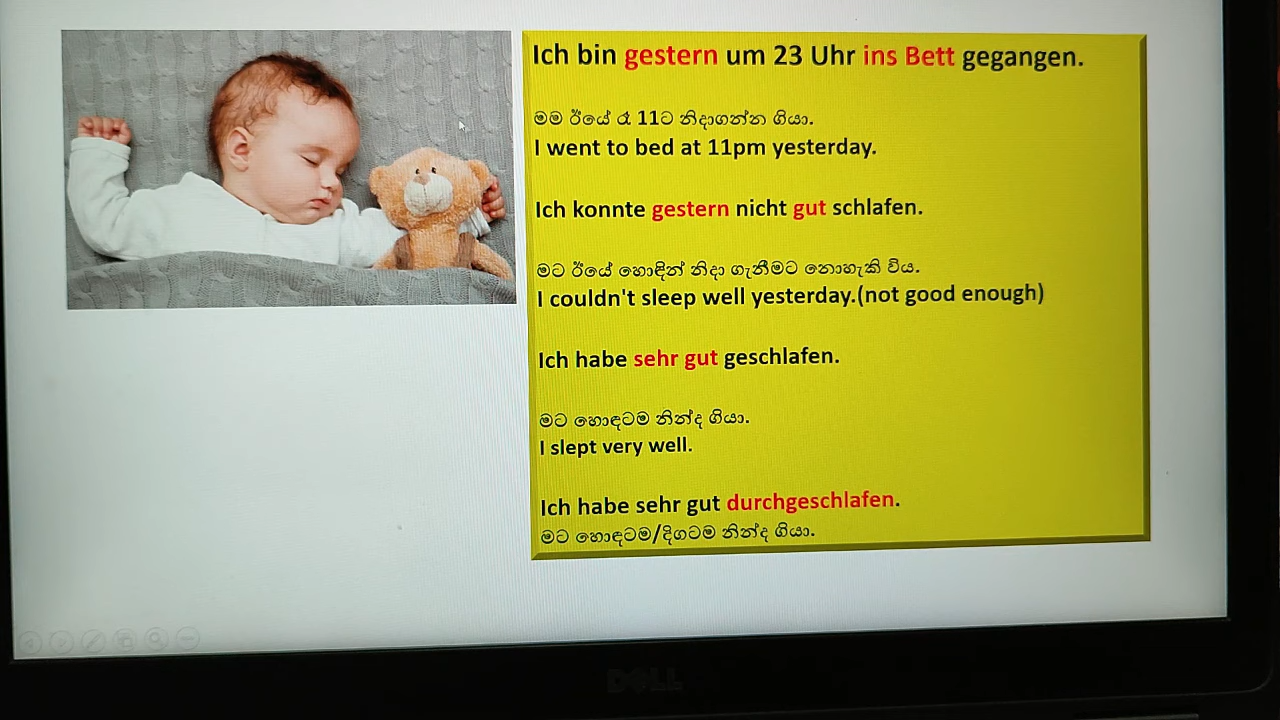 Ich bin gestern um 23 Uhr ins Bett gegangen.
මම ඊයේ රෑ 11ට නිදාගන්න ගියා.
I went to bed at 11pm yesterday.
Ich konnte gestern nicht gut schlafen.
මට ඊයේ හොඳින් නිදා ගැනීමට නොහැකි විය.
I couldn't sleep well yesterday.(not good enough)
Ich habe sehr gut geschlafen.
මට හොඳටම නින්ද ගියා.
I slept very well.
Ich habe sehr gut durchgeschlafen.
මට හොඳටම/දිගටම නින්ද ගියා.
DELL